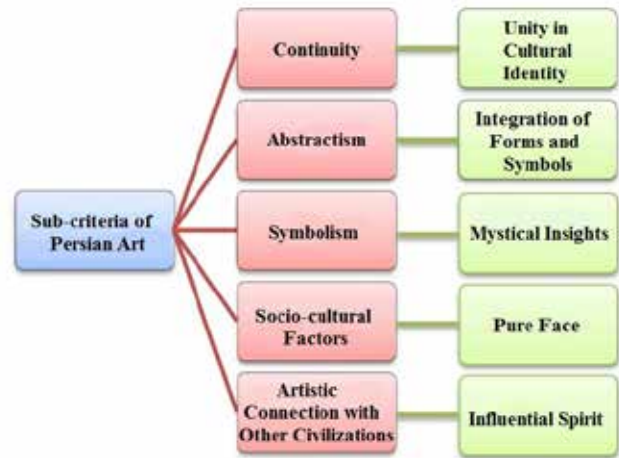 Sub-criteria of
Persian Art
Continuity
Unity in
Cultural
Identity
Abstractism
Integration of
Forms and
Symbols
Symbolism
Mystical Insights
Socio-cultural
Factors
Pure Face
Artistic
Connection with
Other Civilizations
Influential Spirit